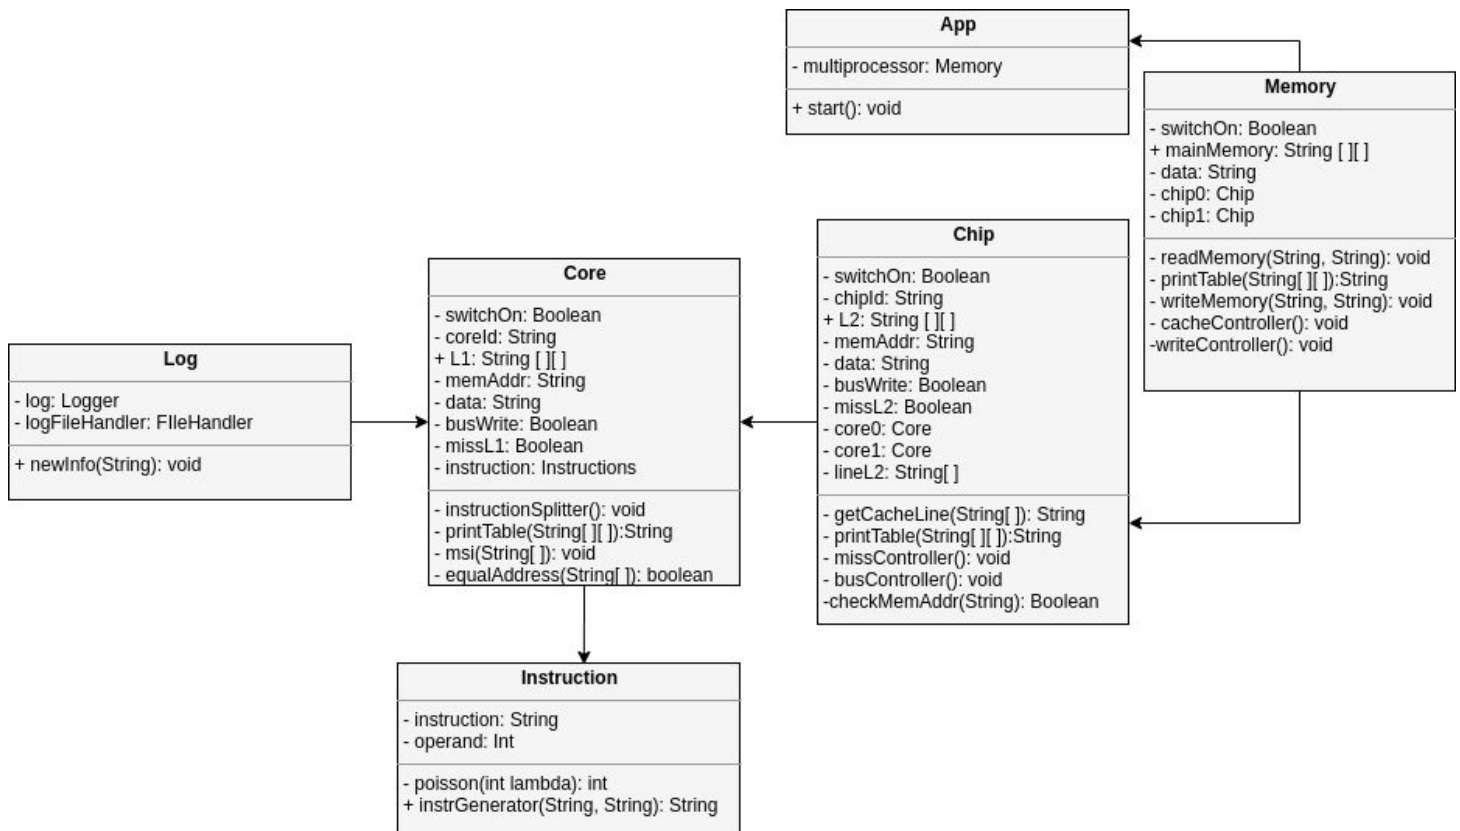 App
- multiprocessor: Memory
+ start(): void
Memory
- switchOn: Boolean
+ mainMemory: String [ ][ ]
- data: String
- chip0: Chip
- chip1: Chip
- readMemory(String, String): void
- printTable(String[ ][ ]):String
- writeMemory(String, String): void
- cacheController(): void
-writeController(): void
Chip
- switchOn: Boolean
- chipId: String
+ L2: String [ ][ ]
- memAddr: String
- data: String
- busWrite: Boolean
- missL2: Boolean
- core0: Core
- core1: Core
- lineL2: String[ ]
- getCacheLine(String[ ]): String
- printTable(String[ ][ ]):String
- missController(): void
- busController(): void
-checkMemAddr(String): Boolean
Core
- switchOn: Boolean
- coreId: String
+ L1: String [ ][ ]
- memAddr: String
- data: String
- busWrite: Boolean
- missL1: Boolean
- instruction: Instructions
- instructionSplitter(): void
- printTable(String[ ][ ]):String
- msi(String[ ]): void
- equalAddress(String[ ]): boolean
Log
- log: Logger
- logFileHandler: FIleHandler
+ newInfo(String): void
Instruction
- instruction: String
- operand: Int
- poisson(int lambda): int
+ instrGenerator(String, String): String